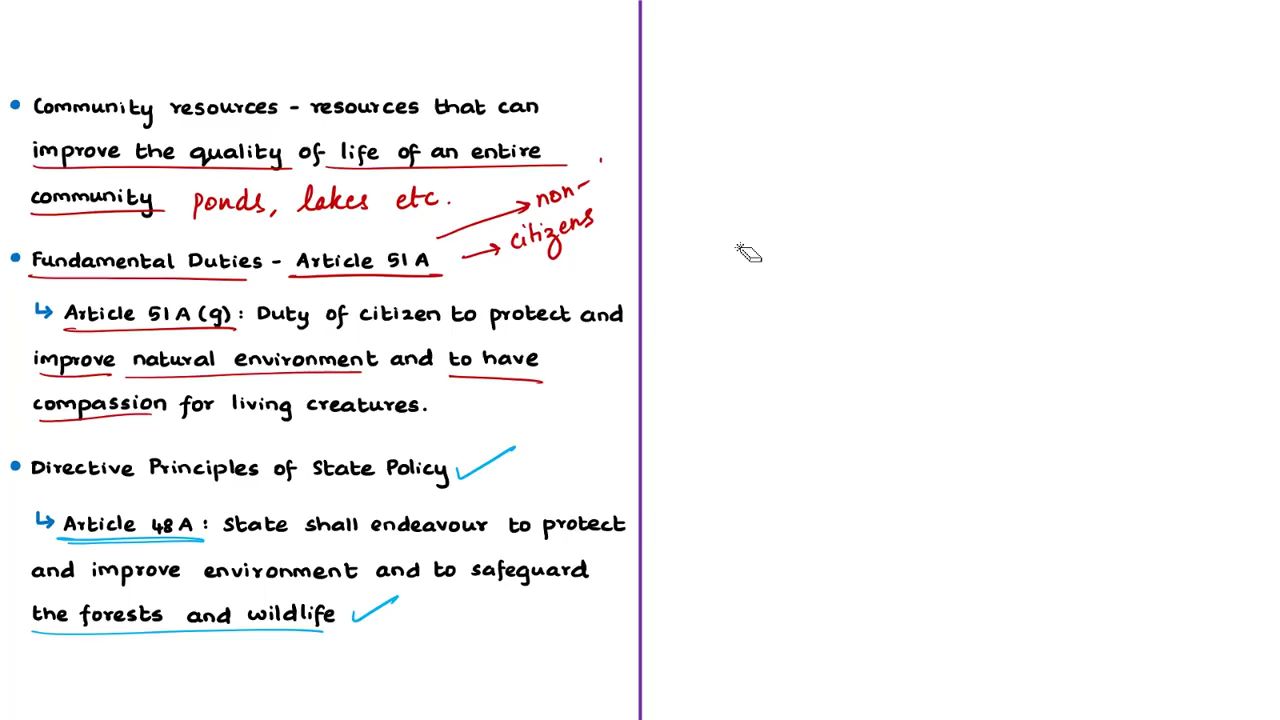 • Community resources - resources that can
improve the quality of life of an entire
community ponds, lakes etc.
non-
citizens
• Fundamental Duties - Article 51A
↳ Article 51A(g): Duty of citizen to protect and
improve natural environment and to have
compassion for living creatures.
• Directive Principles of State Policy
↳ Article 48A: State shall endeavour to protect
and improve environment and to safeguard
the forests and wildlife